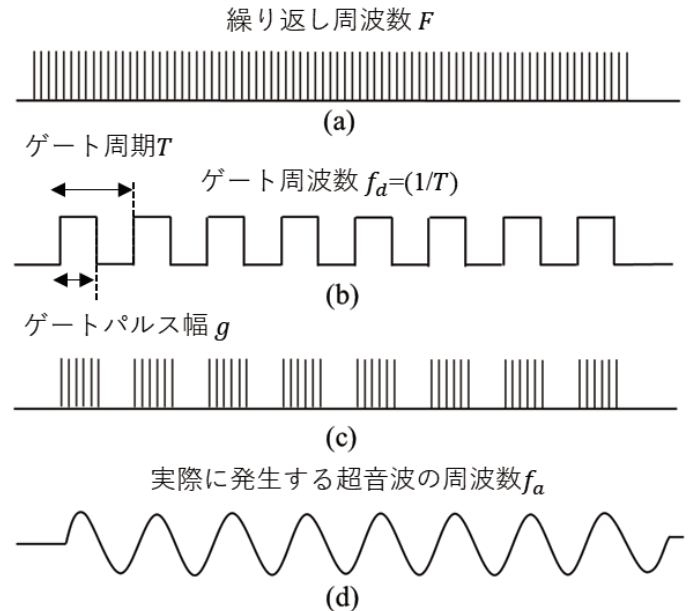 繰り返し周波数 F
(a)
ゲート周期T
ゲート周波数 f_d=(1/T)
(b)
ゲートパルス幅 g
(c)
実際に発生する超音波の周波数f_a
(d)